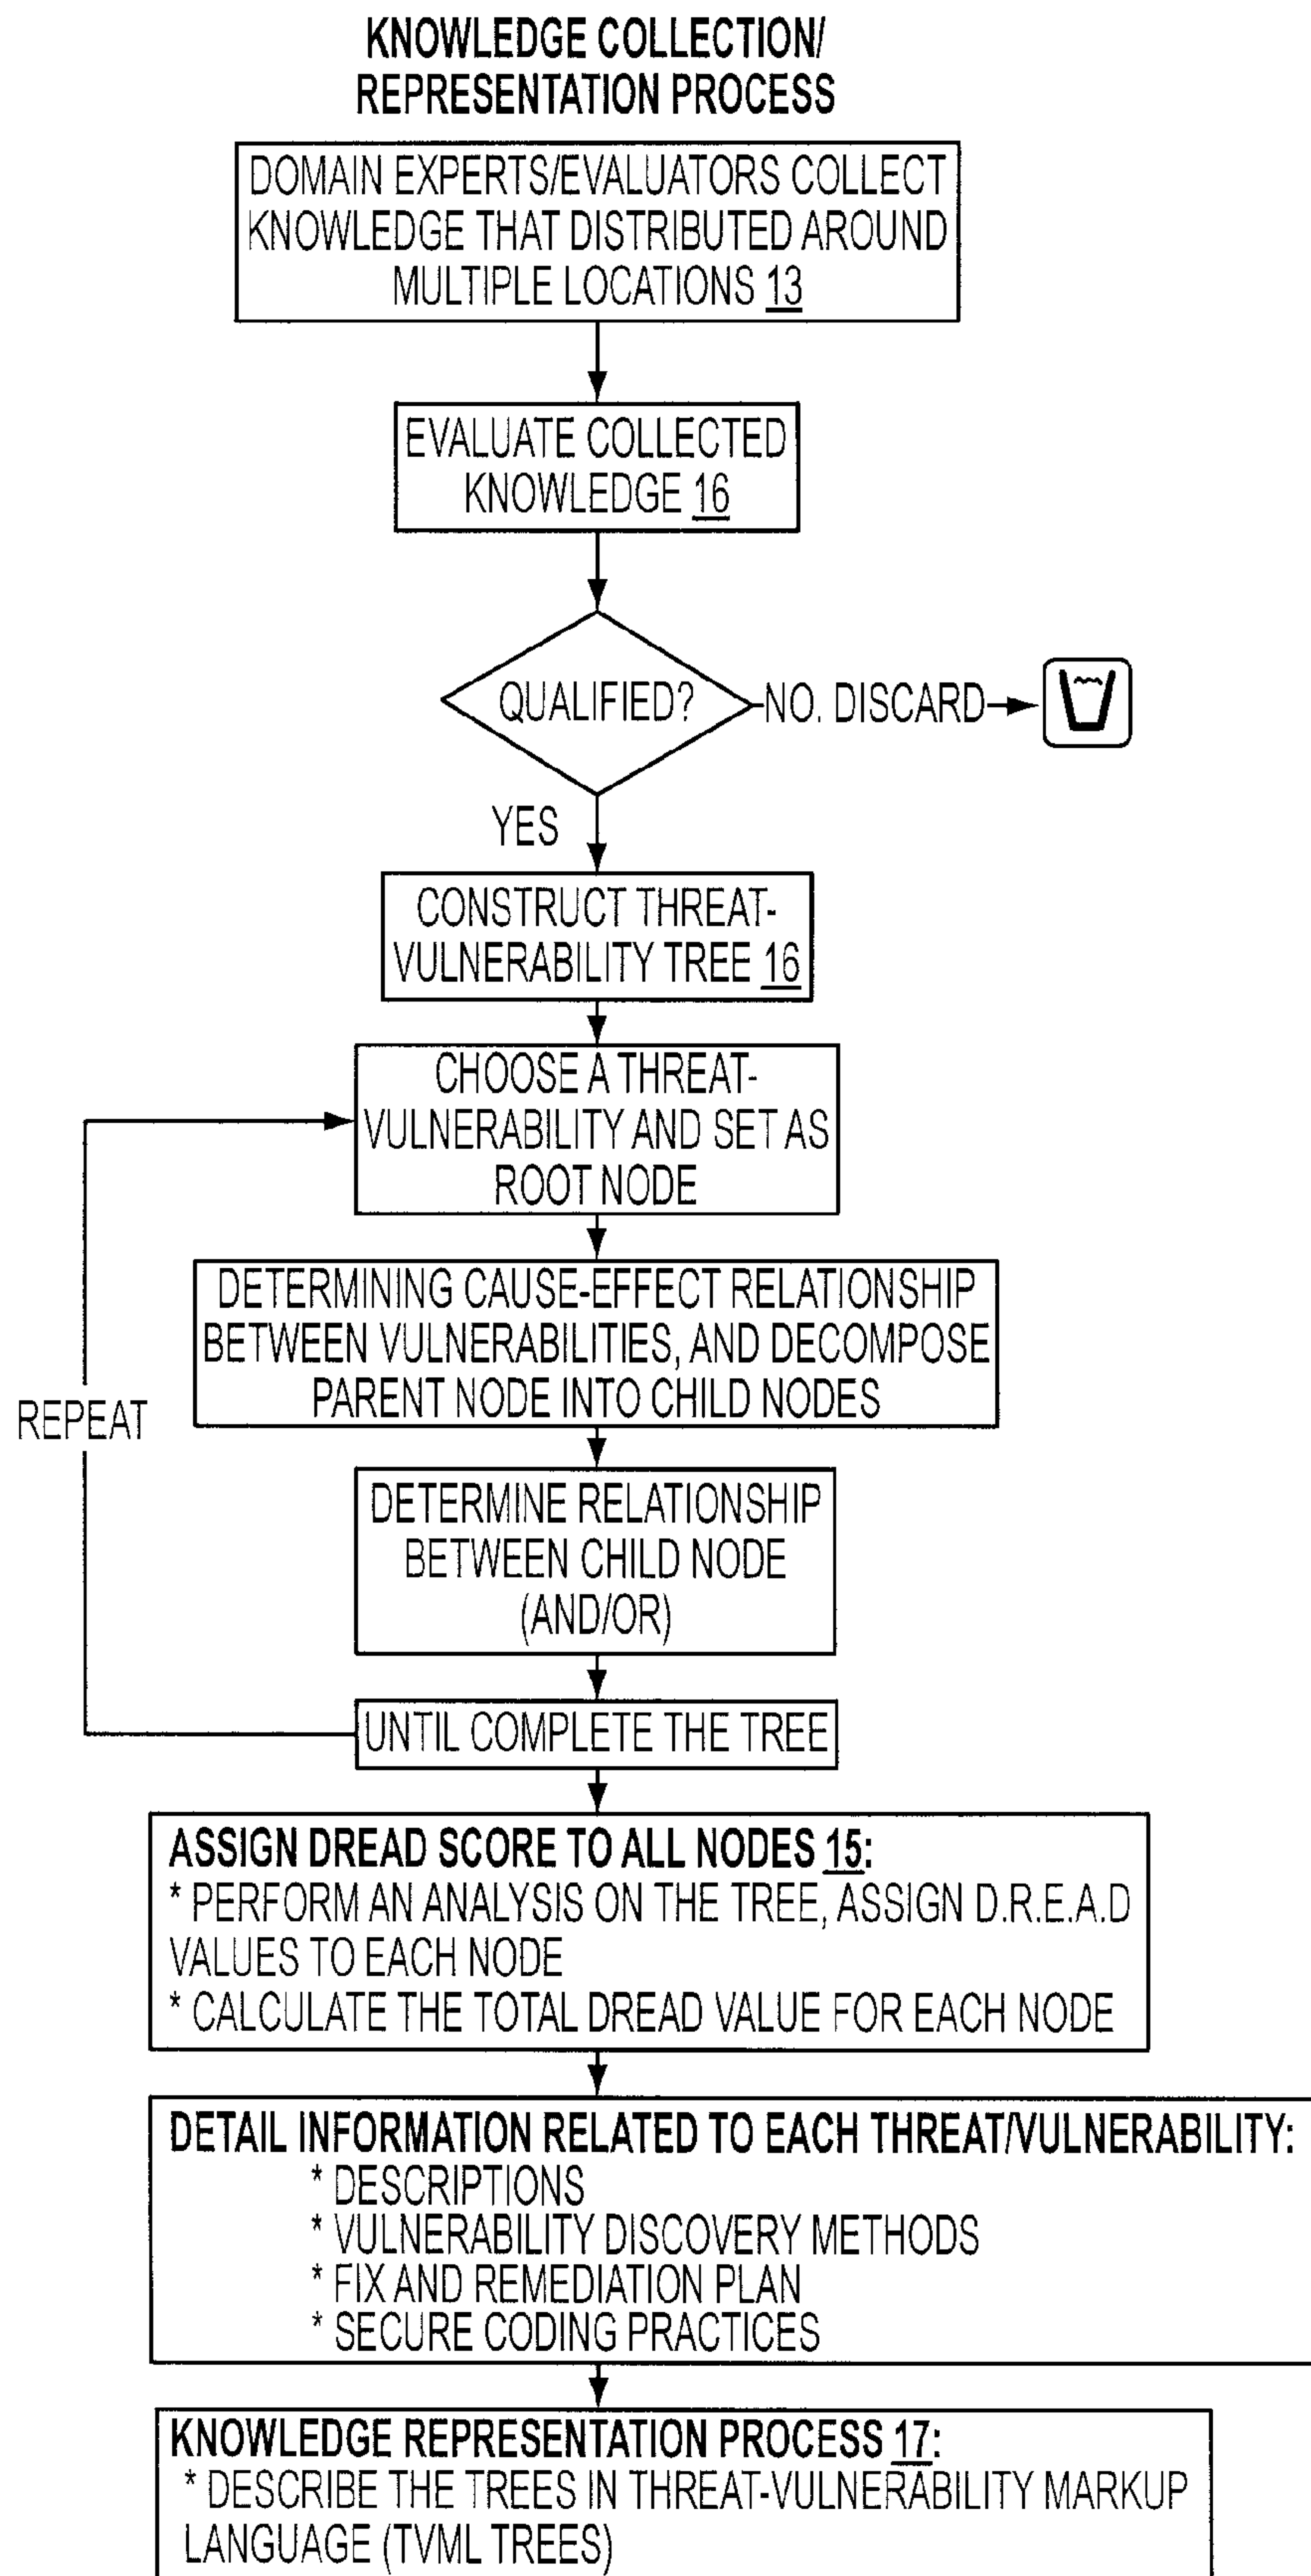 KNOWLEDGE COLLECTION/
REPRESENTATION PROCESS
DOMAIN EXPERTS/EVALUATORS COLLECT
KNOWLEDGE THAT DISTRIBUTED AROUND
MULTIPLE LOCATIONS 13
EVALUATE COLLECTED
KNOWLEDGE 16
QUALIFIED?
NO. DISCARD
YES
CONSTRUCT THREAT-
VULNERABILITY TREE 16
CHOOSE A THREAT-
VULNERABILITY AND SET AS
ROOT NODE
DETERMINING CAUSE-EFFECT RELATIONSHIP
BETWEEN VULNERABILITIES, AND DECOMPOSE
PARENT NODE INTO CHILD NODES
REPEAT
DETERMINE RELATIONSHIP
BETWEEN CHILD NODE
(AND/OR)
UNTIL COMPLETE THE TREE
ASSIGN DREAD SCORE TO ALL NODES 15:
* PERFORM AN ANALYSIS ON THE TREE, ASSIGN D.R.E.A.D
VALUES TO EACH NODE
* CALCULATE THE TOTAL DREAD VALUE FOR EACH NODE
DETAIL INFORMATION RELATED TO EACH THREAT/VULNERABILITY:
* DESCRIPTIONS
* VULNERABILITY DISCOVERY METHODS
* FIX AND REMEDIATION PLAN
* SECURE CODING PRACTICES
KNOWLEDGE REPRESENTATION PROCESS 17:
* DESCRIBE THE TREES IN THREAT-VULNERABILITY MARKUP
LANGUAGE (TVML TREES)